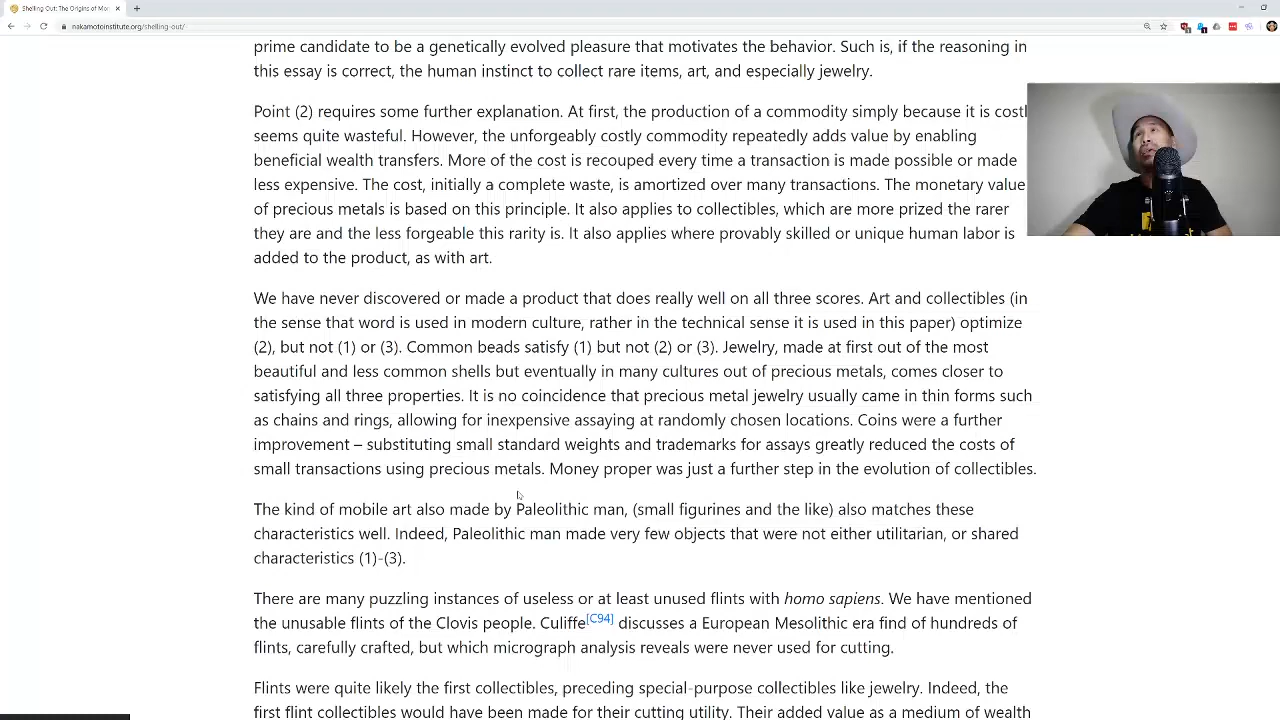 Shelling Out: The Origins of Mon
nakamotoinstitute.org/shelling-out/
prime candidate to be a genetically evolved pleasure that motivates the behavior. Such is, if the reasoning in
this essay is correct, the human instinct to collect rare items, art, and especially jewelry.
Point (2) requires some further explanation. At first, the production of a commodity simply because it is costl
seems quite wasteful. However, the unforgeably costly commodity repeatedly adds value by enabling
beneficial wealth transfers. More of the cost is recouped every time a transaction is made possible or made
less expensive. The cost, initially a complete waste, is amortized over many transactions. The monetary value
of precious metals is based on this principle. It also applies to collectibles, which are more prized the rarer
they are and the less forgeable this rarity is. It also applies where provably skilled or unique human labor is
added to the product, as with art.
We have never discovered or made a product that does really well on all three scores. Art and collectibles (in
the sense that word is used in modern culture, rather in the technical sense it is used in this paper) optimize
(2), but not (1) or (3). Common beads satisfy (1) but not (2) or (3). Jewelry, made at first out of the most
beautiful and less common shells but eventually in many cultures out of precious metals, comes closer to
satisfying all three properties. It is no coincidence that precious metal jewelry usually came in thin forms such
as chains and rings, allowing for inexpensive assaying at randomly chosen locations. Coins were a further
improvement – substituting small standard weights and trademarks for assays greatly reduced the costs of
small transactions using precious metals. Money proper was just a further step in the evolution of collectibles.
The kind of mobile art also made by Paleolithic man, (small figurines and the like) also matches these
characteristics well. Indeed, Paleolithic man made very few objects that were not either utilitarian, or shared
characteristics (1)-(3).
There are many puzzling instances of useless or at least unused flints with homo sapiens. We have mentioned
the unusable flints of the Clovis people. Culiffe[C94] discusses a European Mesolithic era find of hundreds of
flints, carefully crafted, but which micrograph analysis reveals were never used for cutting.
Flints were quite likely the first collectibles, preceding special-purpose collectibles like jewelry. Indeed, the
first flint collectibles would have been made for their cutting utility. Their added value as a medium of wealth